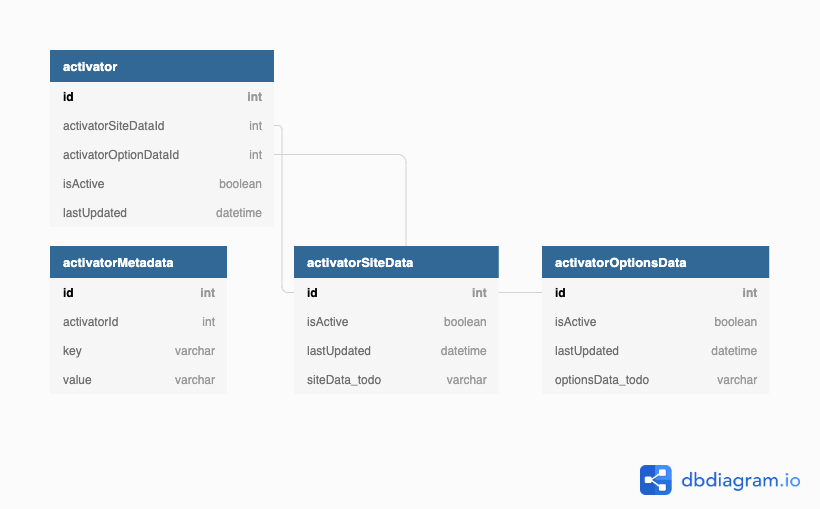 activator
id int
activatorSiteDataId int
activatorOptionDataId int
isActive boolean
lastUpdated datetime
activatorMetadata
id int
activatorId int
key varchar
value varchar
activatorSiteData
id int
isActive boolean
lastUpdated datetime
siteData_todo varchar
activatorOptionsData
id int
isActive boolean
lastUpdated datetime
optionsData_todo varchar
dbdiagram.io